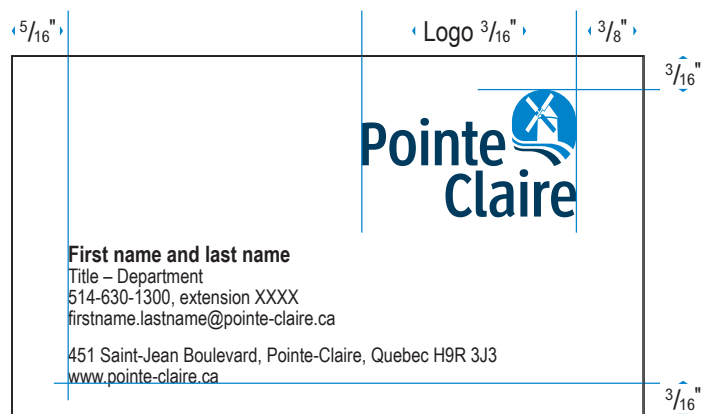 5/16"
Logo 3/16"
3/8"
3/16"
Pointe
Claire
First name and last name
Title – Department
514-630-1300, extension XXXX
firstname.lastname@pointe-claire.ca
451 Saint-Jean Boulevard, Pointe-Claire, Quebec H9R 3J3
www.pointe-claire.ca
3/16"